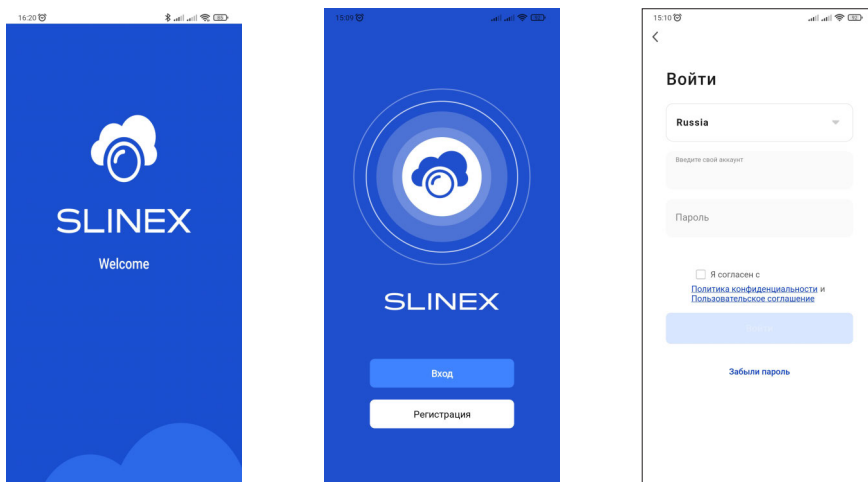 16:20
SLINEX
Welcome
15:09
SLINEX
Вход
Регистрация
15:10
Войти
Russia
Введите свой аккаунт
Пароль
Я согласен с
Политика конфиденциальности и
Пользовательское соглашение
Забыли пароль